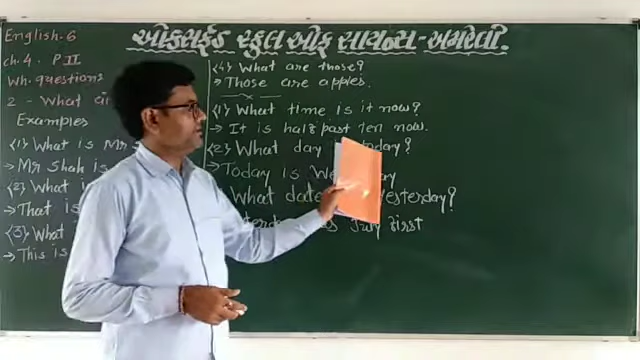 ઓક્સફર્ડ સ્કુલ ઓફ સાયન્સ-અમરેલી.
English-6
ch.4 P II
Wh. questions
2 - What
Examples
(1) What is M
→ Mr Shah is
(2) What i
→ That is
(3) What
→ This is
(4) What are those?
→ Those are apples.
(1) What time is it now?
→ It is half past Ten now.
(2) What day today?
→ Today is
What date yesterday?
July first